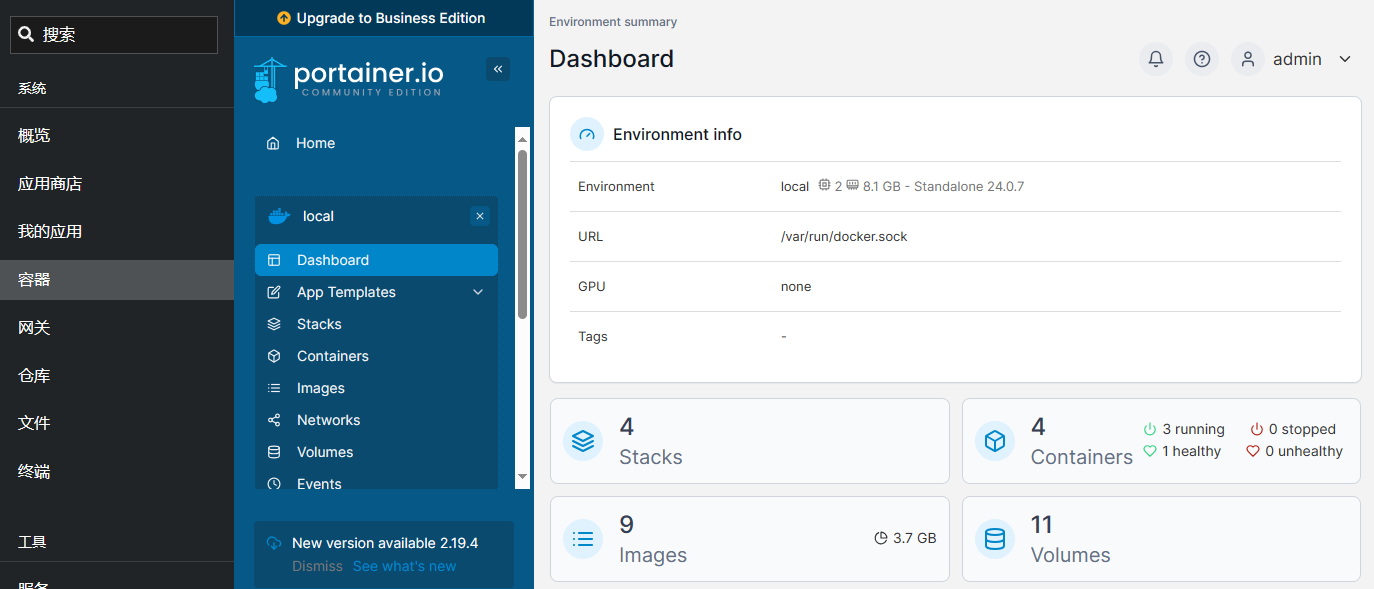 搜索
系统
概览
应用商店
我的应用
容器
网关
仓库
文件
终端
工具
服务
Upgrade to Business Edition
portainer.io
COMMUNITY EDITION
Home
local
Dashboard
App Templates
Stacks
Containers
Images
Networks
Volumes
Events
New version available 2.19.4
Dismiss See what's new
Environment summary
Dashboard
admin
Environment info
Environment local 2 8.1 GB - Standalone 24.0.7
URL /var/run/docker.sock
GPU none
Tags -
4
Stacks
4
Containers
3 running 0 stopped
1 healthy 0 unhealthy
9
Images
3.7 GB
11
Volumes